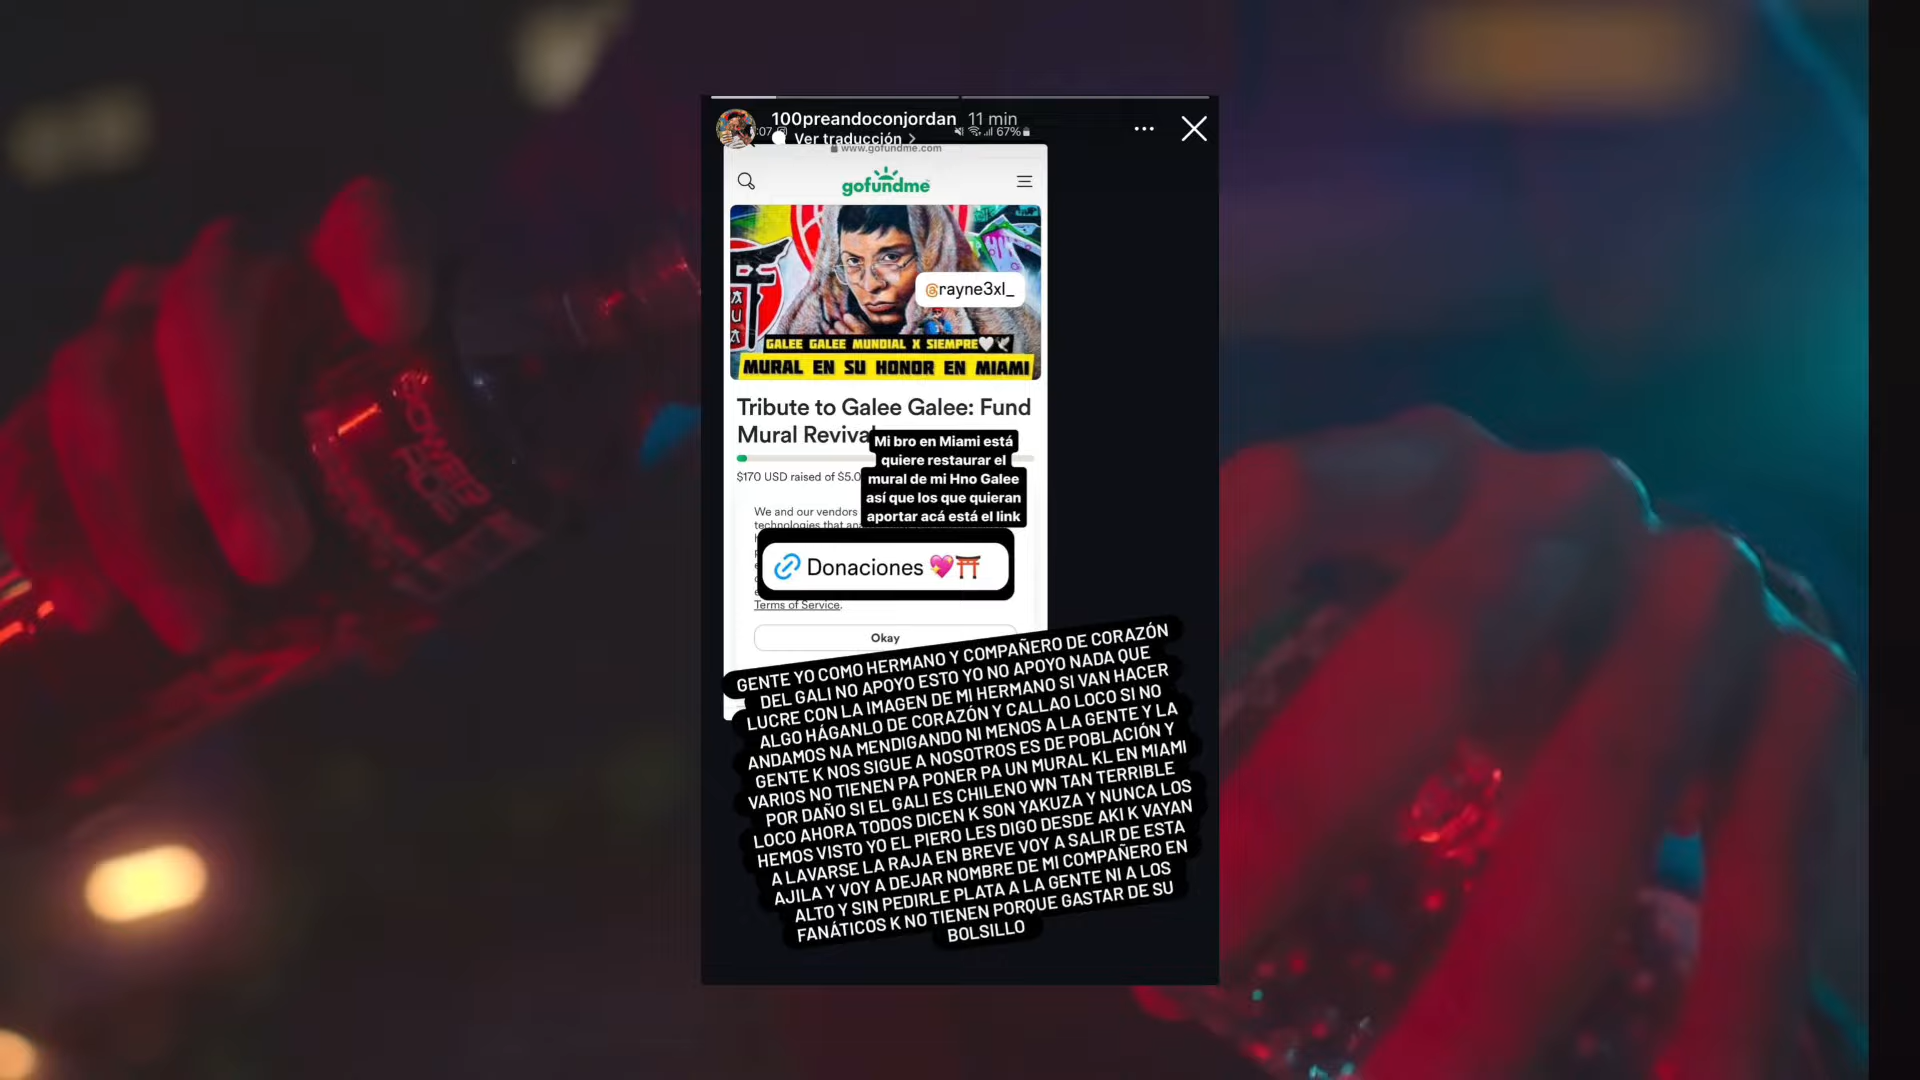 100preandoconjordan 11 min
:07
67%
Ver traducción >
www.gofundme.com
gofundme
@rayne3xl_
GALEE GALEE MUNDIAL X SIEMPRE🤍🕊
MURAL EN SU HONOR EN MIAMI
Tribute to Galee Galee: Fund
Mural Revival
$170 USD raised of $5.0
Mi bro en Miami está
quiere restaurar el
mural de mi Hno Galee
así que los que quieran
aportar acá está el link
We and our vendors
technologies that
Donaciones 💖⛩️
Terms of Service.
Okay
GENTE YO COMO HERMANO Y COMPAÑERO DE CORAZÓN
DEL GALI NO APOYO ESTO YO NO APOYO NADA QUE
LUCRE CON LA IMAGEN DE MI HERMANO SI VAN HACER
ALGO HÁGANLO DE CORAZÓN Y CALLAO LOCO SI NO
ANDAMOS NA MENDIGANDO NI MENOS A LA GENTE Y LA
GENTE K NOS SIGUE A NOSOTROS ES DE POBLACIÓN Y
VARIOS NO TIENEN PA PONER PA UN MURAL KL EN MIAMI
POR DAÑO SI EL GALI ES CHILENO WN TAN TERRIBLE
LOCO AHORA TODOS DICEN K SON YAKUZA Y NUNCA LOS
HEMOS VISTO YO EL PIERO LES DIGO DESDE AKI K VAYAN
A LAVARSE LA RAJA EN BREVE VOY A SALIR DE ESTA
AJILA Y VOY A DEJAR NOMBRE DE MI COMPAÑERO EN
ALTO Y SIN PEDIRLE PLATA A LA GENTE NI A LOS
FANÁTICOS K NO TIENEN PORQUE GASTAR DE SU
BOLSILLO